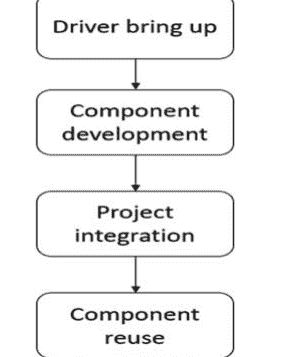 Driver bring up
Component
development
Project
integration
Component
reuse